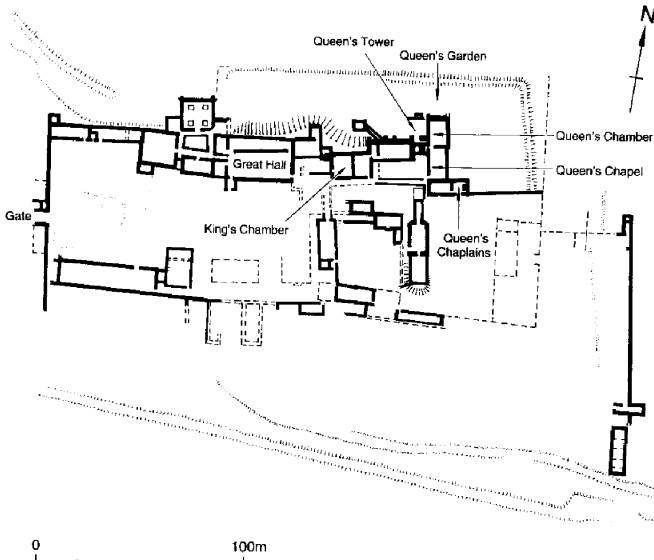 N
Queen's Tower
Queen's Garden
Queen's Chamber
Great Hall
Queen's Chapel
Gate
King's Chamber
Queen's
Chaplains
0
100m